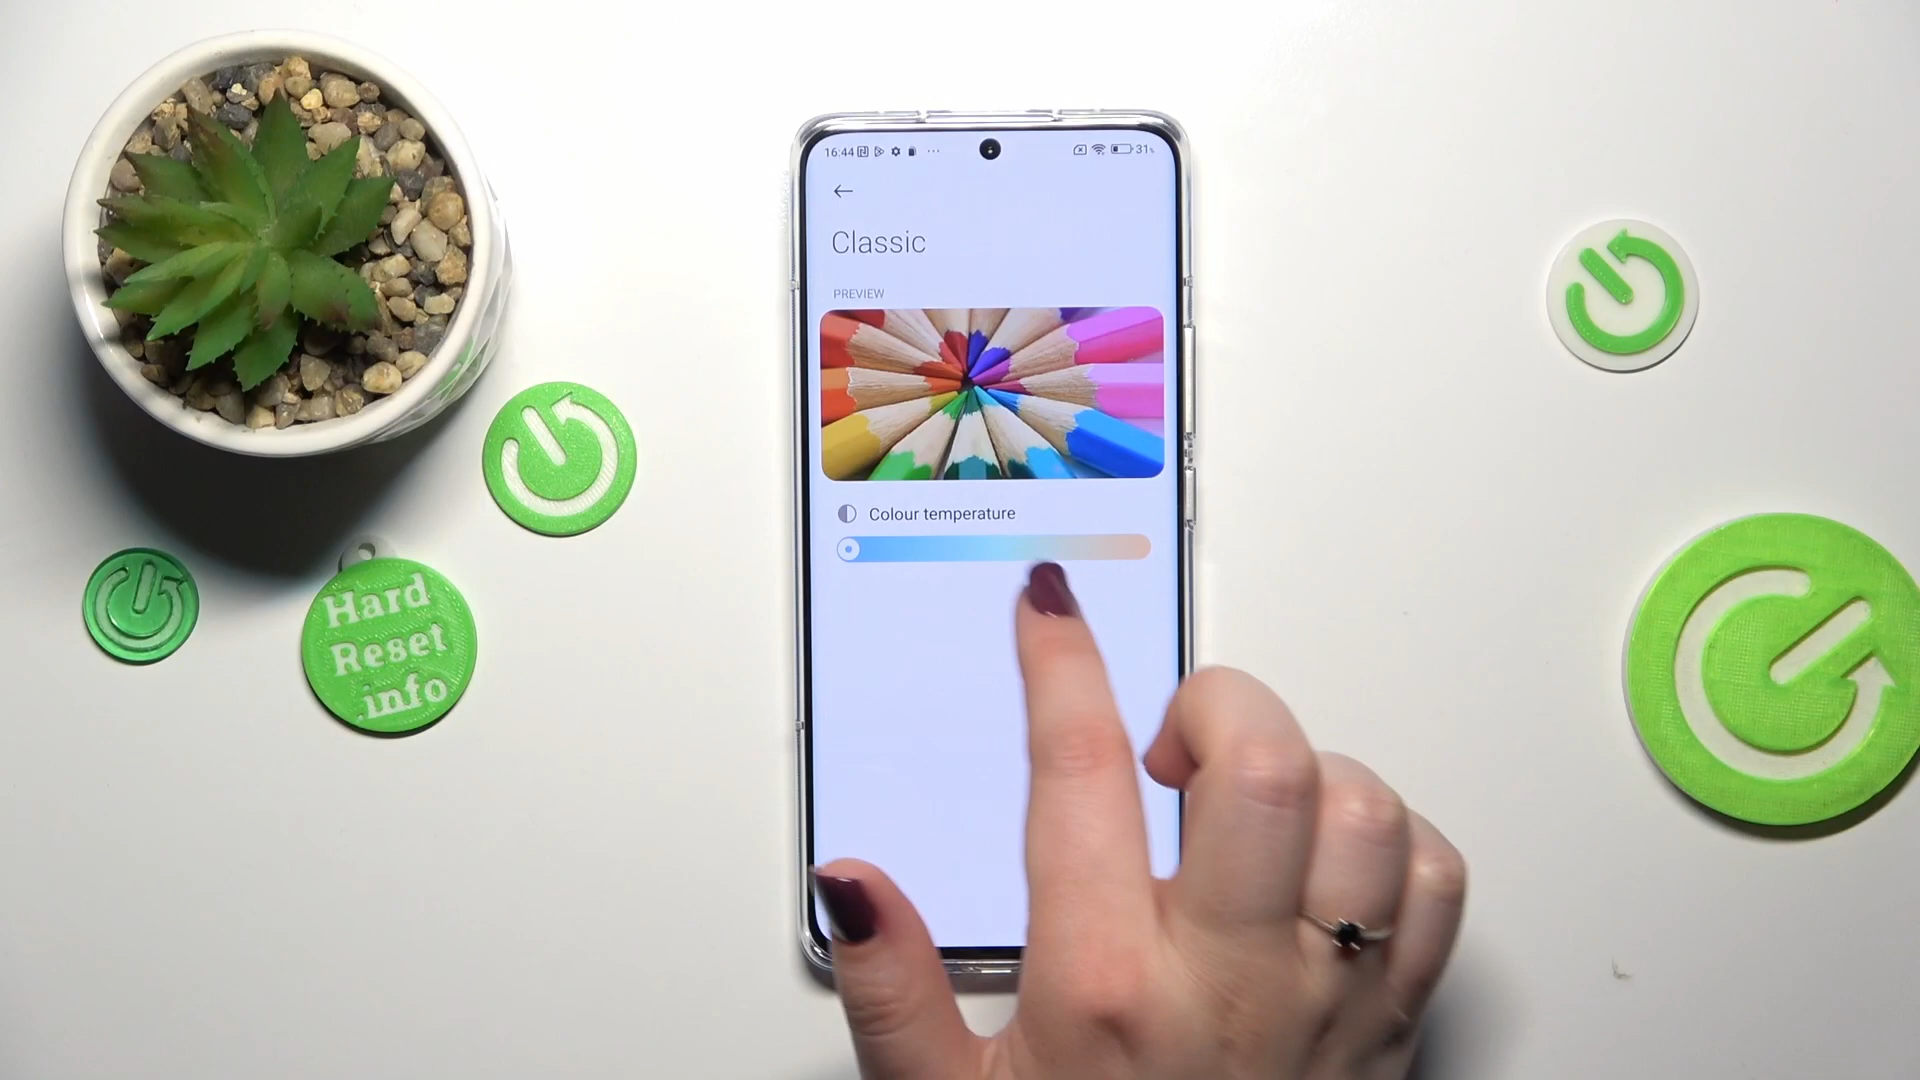 16:44
31%
Classic
PREVIEW
Colour temperature
Hard
Reset
.info